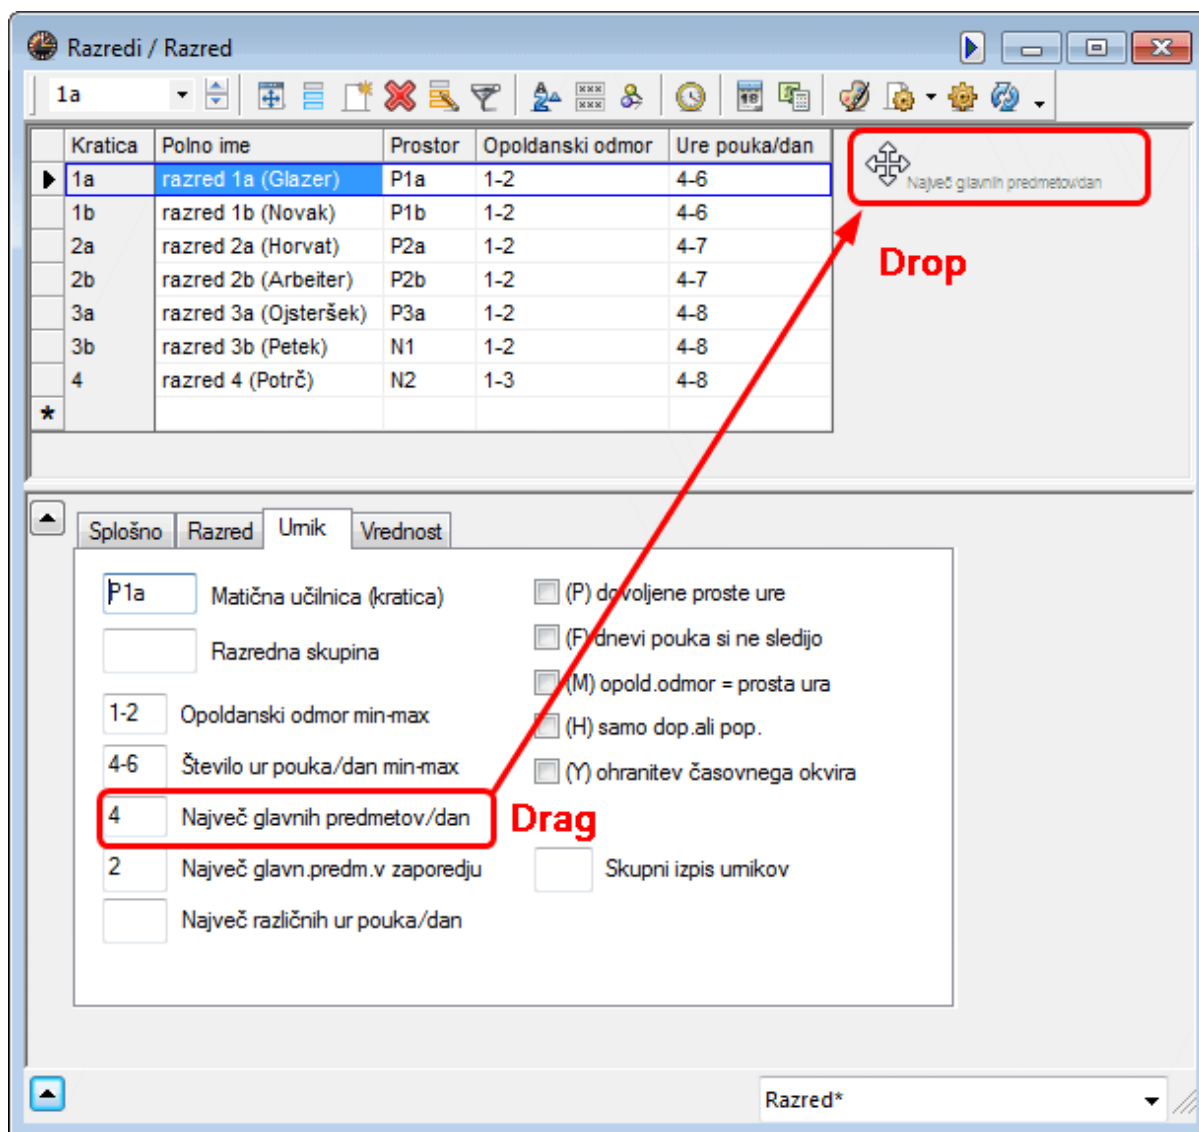 Razredi / Razred
1a
Kratica Polno ime Prostor Opoldanski odmor Ure pouka/dan
1a razred 1a (Glazer) P1a 1-2 4-6
1b razred 1b (Novak) P1b 1-2 4-6
2a razred 2a (Horvat) P2a 1-2 4-7
2b razred 2b (Arbeiter) P2b 1-2 4-7
3a razred 3a (Ojsteršek) P3a 1-2 4-8
3b razred 3b (Petek) N1 1-2 4-8
4 razred 4 (Potrč) N2 1-3 4-8
*
Največ glavnih predmetov/dan
Drop
Splošno Razred Urnik Vrednost
P1a Matična učilnica (kratica)
Razredna skupina
1-2 Opoldanski odmor min-max
4-6 Število ur pouka/dan min-max
4 Največ glavnih predmetov/dan
Drag
2 Največ glavn.predm.v zaporedju
Največ različnih ur pouka/dan
(P) dovoljene proste ure
(F) dnevi pouka si ne sledijo
(M) opold.odmor = prosta ura
(H) samo dop.ali pop.
(Y) ohranitev časovnega okvira
Skupni izpis urnikov
Razred*